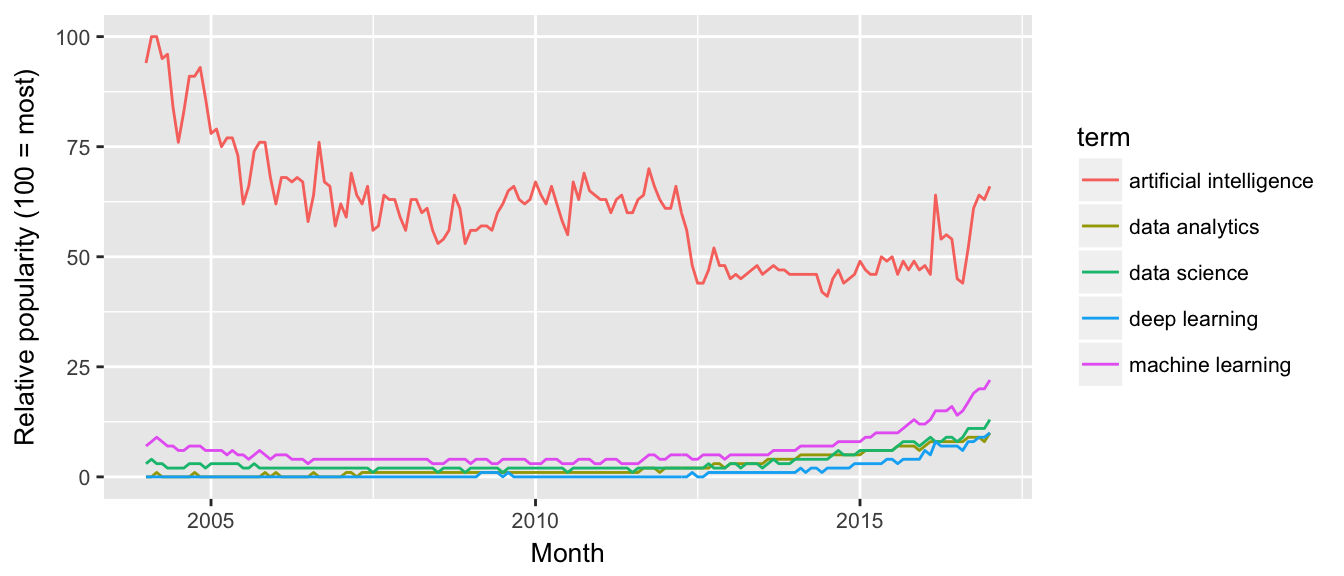 Relative popularity (100 = most)
100
75
50
25
0
2005
2010
2015
Month
term
artificial intelligence
data analytics
data science
deep learning
machine learning